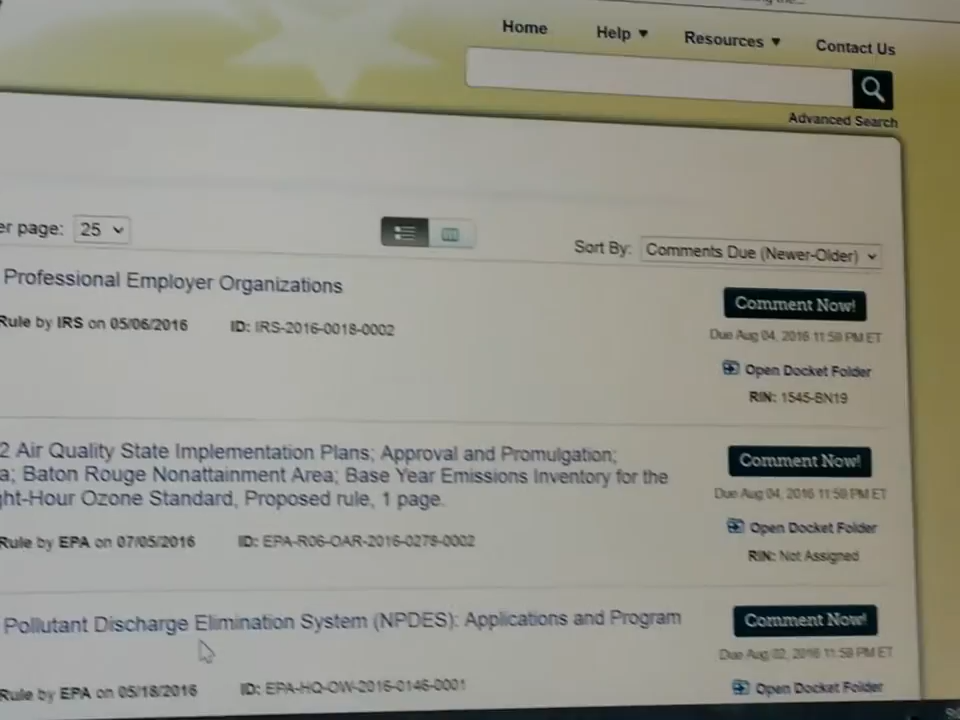 Home Help Resources Contact Us
Advanced Search
er page: 25
Sort By: Comments Due (Newer-Older)
Professional Employer Organizations
Comment Now!
Rule by IRS on 05/06/2016 ID: IRS-2016-0018-0002
Due Aug 04, 2016 11:59 PM ET
Open Docket Folder
RIN: 1545-BN19
2 Air Quality State Implementation Plans; Approval and Promulgation;
a; Baton Rouge Nonattainment Area; Base Year Emissions Inventory for the
ght-Hour Ozone Standard, Proposed rule, 1 page.
Comment Now!
Due Aug 04, 2016 11:59 PM ET
Open Docket Folder
Rule by EPA on 07/05/2016 ID: EPA-R06-OAR-2016-0278-0002
RIN: Not Assigned
Pollutant Discharge Elimination System (NPDES): Applications and Program
Comment Now!
Due Aug 02, 2016 11:59 PM ET
Rule by EPA on 05/18/2016 ID: EPA-HQ-OW-2016-0146-0001
Open Docket Folder